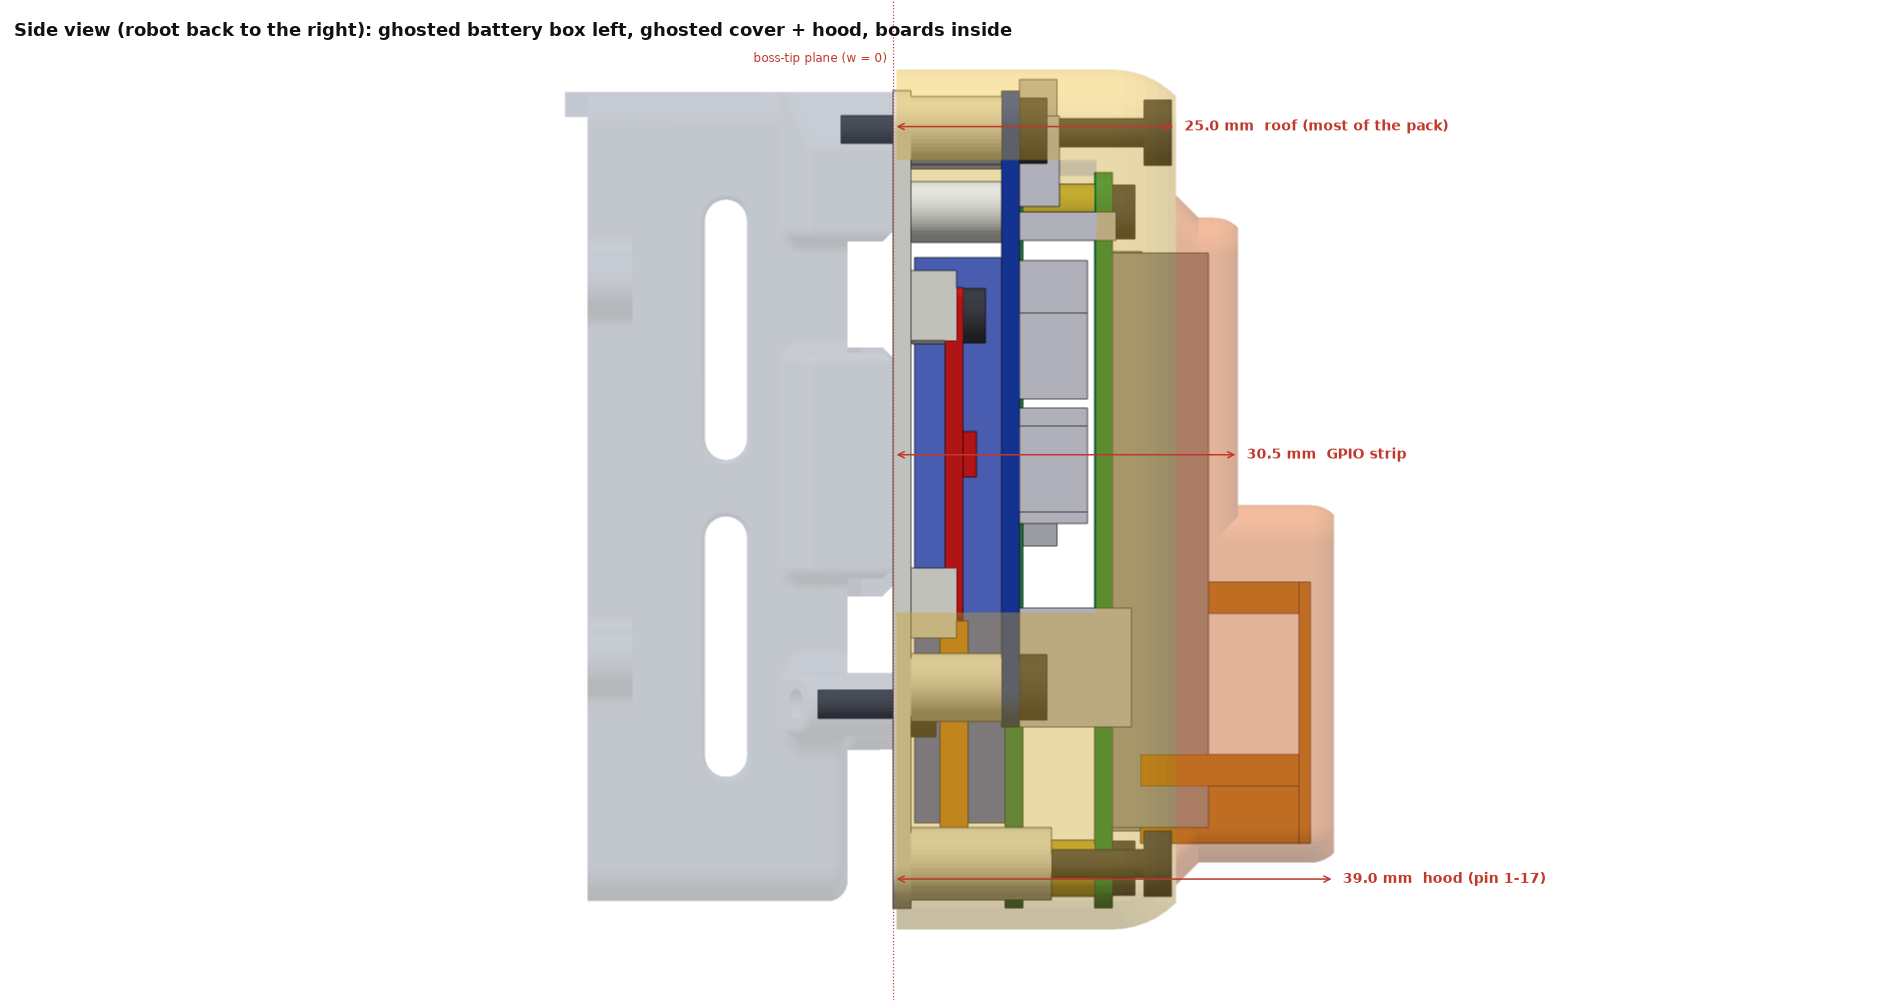 Side view (robot back to the right): ghosted battery box left, ghosted cover + hood, boards inside
boss-tip plane (w = 0)
25.0 mm  roof (most of the pack)
30.5 mm  GPIO strip
39.0 mm  hood (pin 1-17)